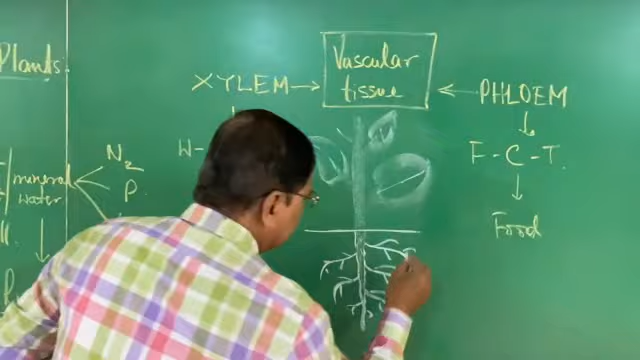 Plants
mineral
water
N2
P
P
XYLEM →
W-
Vascular
tissue
← PHLOEM
↓
F-C-T.
↓
Food